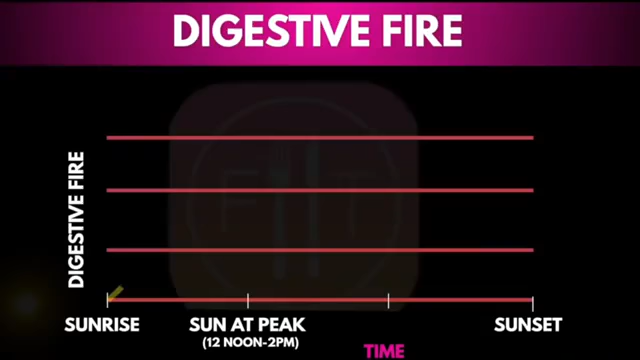 DIGESTIVE FIRE
DIGESTIVE FIRE
SUNRISE
SUN AT PEAK
(12 NOON-2PM)
SUNSET
TIME